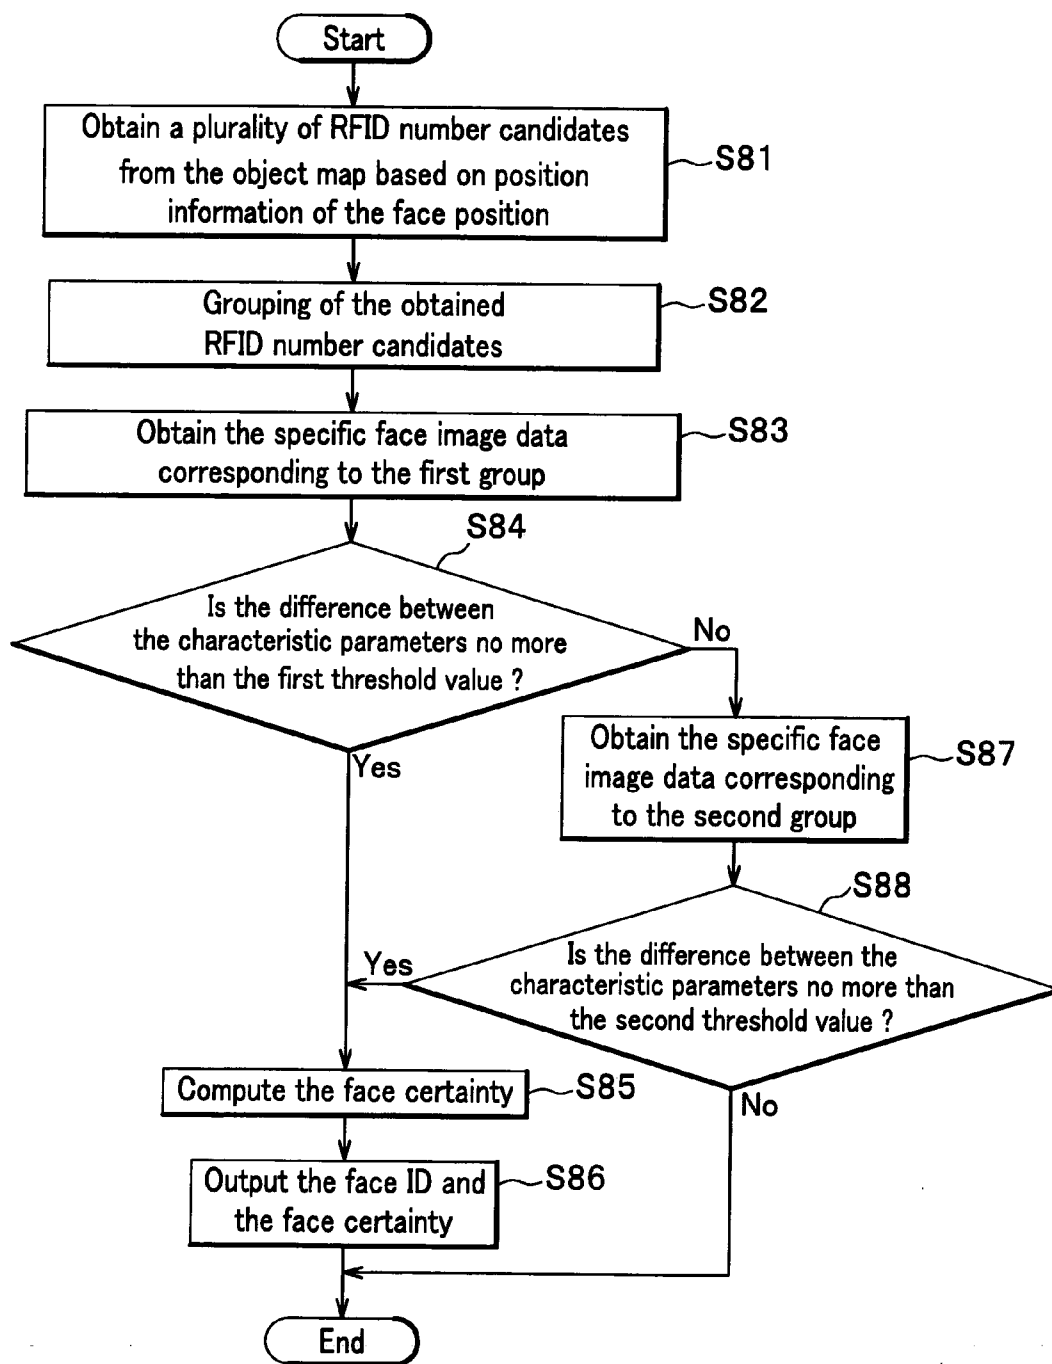 Start
Obtain a plurality of RFID number candidates
from the object map based on position
information of the face position
S81
Grouping of the obtained
RFID number candidates
S82
Obtain the specific face image data
corresponding to the first group
S83
S84
Is the difference between
the characteristic parameters no more
than the first threshold value ?
No
Yes
Obtain the specific face
image data corresponding
to the second group
S87
S88
Is the difference between the
characteristic parameters no more than
the second threshold value ?
Yes
No
Compute the face certainty
S85
Output the face ID and
the face certainty
S86
End